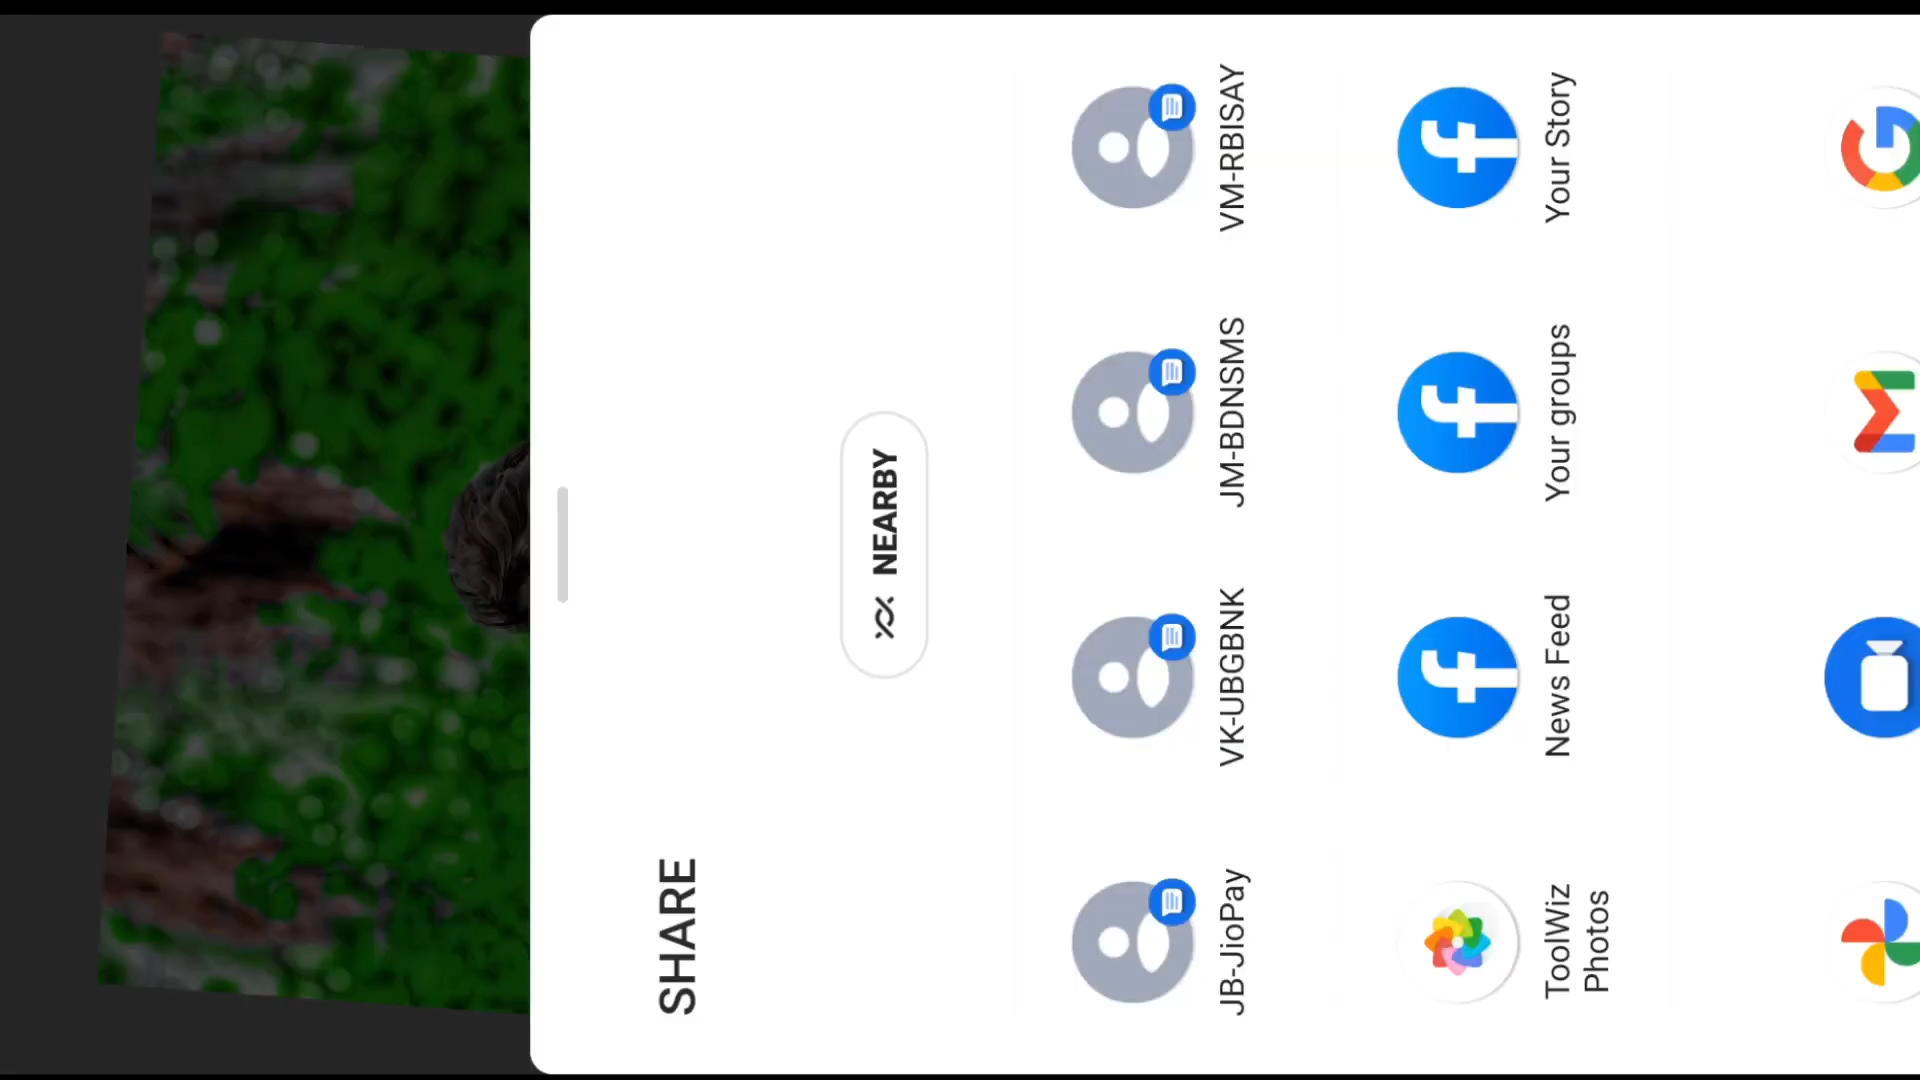 SHARE
NEARBY
JB-JioPay
VK-UBGBNK
JM-BDNSMS
VM-RBISAY
ToolWiz
Photos
News Feed
Your groups
Your Story